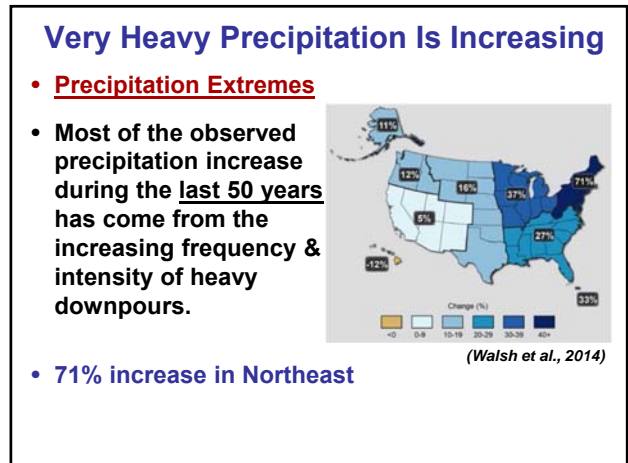 Very Heavy Precipitation Is Increasing
• Precipitation Extremes
• Most of the observed
precipitation increase
during the last 50 years
has come from the
increasing frequency &
intensity of heavy
downpours.
11%
12%
16%
37%
71%
5%
27%
-12%
33%
Change (%)
<0 0-9 10-19 20-29 30-39 40+
(Walsh et al., 2014)
• 71% increase in Northeast